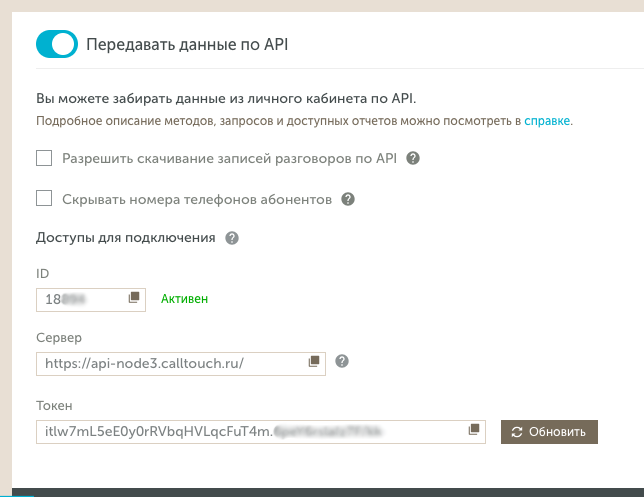 Передавать данные по API
Вы можете забирать данные из личного кабинета по API.
Подробное описание методов, запросов и доступных отчетов можно посмотреть в справке.
Разрешить скачивание записей разговоров по API ?
Скрывать номера телефонов абонентов ?
Доступы для подключения ?
ID
18 Активен
Сервер
https://api-node3.calltouch.ru/ ?
Токен
itlw7mL5eE0y0rRVbqHVLqcFuT4m. Обновить